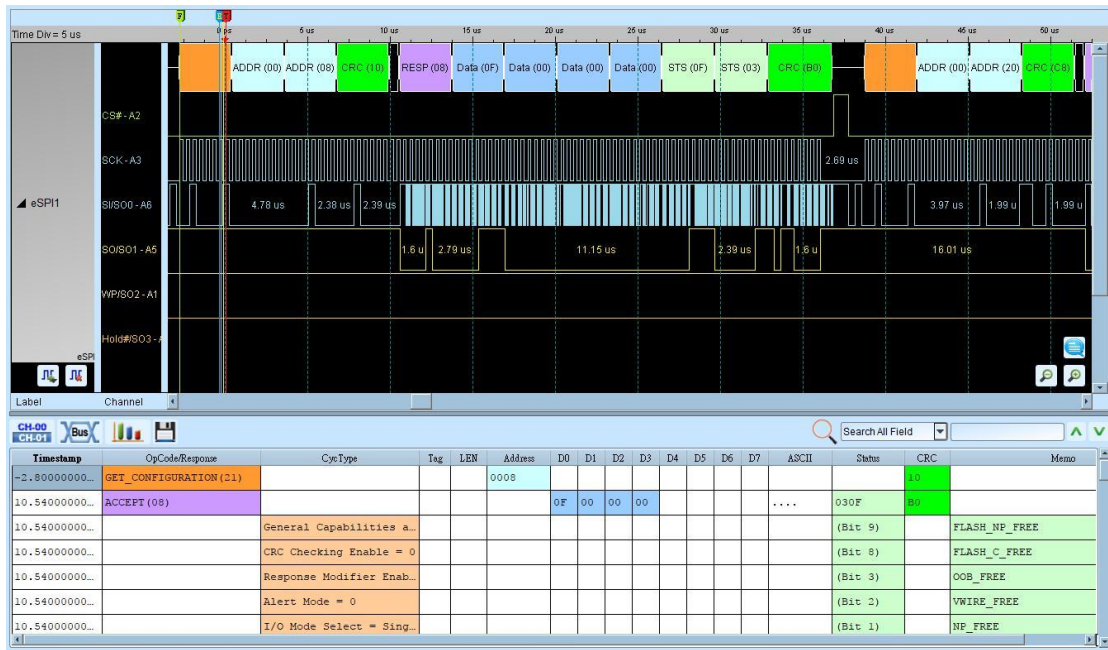 F
Time Div= 5 us
0 ps 5 us 10 us 15 us 20 us 25 us 30 us 35 us 40 us 45 us 50 us
ADDR (00) ADDR (08) CRC (10) RESP (08) Data (0F) Data (00) Data (00) Data (00) STS (0F) STS (03) CRC (B0) ADDR (00) ADDR (20) CRC (C8)
CS# - A2
SCK - A3 2.69 us
eSPI1 SI/SO0 - A6 4.78 us 2.38 us 2.39 us 3.97 us 1.99 u 1.99 u
SO/SO1 - A5 1.6 u 2.79 us 11.15 us 2.39 us 1.6 u 16.01 us
WP/SO2 - A1
Hold#/SO3 -
eSPI
Label Channel
CH-00
CH-01 Bus Search All Field
Timestamp OpCode/Response CycType Tag LEN Address D0 D1 D2 D3 D4 D5 D6 D7 ASCII Status CRC Memo
-2.80000000... GET_CONFIGURATION(21) 0008 10
10.54000000... ACCEPT(08) 0F 00 00 00 .... 030F B0
10.54000000... General Capabilities a... (Bit 9) FLASH_NP_FREE
10.54000000... CRC Checking Enable = 0 (Bit 8) FLASH_C_FREE
10.54000000... Response Modifier Enab... (Bit 3) OOB_FREE
10.54000000... Alert Mode = 0 (Bit 2) VWIRE_FREE
10.54000000... I/O Mode Select = Sing... (Bit 1) NP_FREE